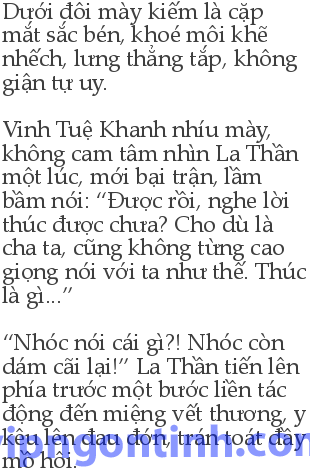 Dưới đôi mày kiếm là cặp
mắt sắc bén, khoé môi khẽ
nhếch, lưng thẳng tắp, không
giận tự uy.
Vinh Tuệ Khanh nhíu mày,
không cam tâm nhìn La Thần
một lúc, mới bại trận, lầm
bầm nói: “Được rồi, nghe lời
thúc được chưa? Cho dù là
cha ta, cũng không từng cao
giọng nói với ta như thế. Thúc
là gì...”
“Nhóc nói cái gì?! Nhóc còn
dám cãi lại!” La Thần tiến lên
phía trước một bước liền tác
động đến miệng vết thương, y
kêu lên đau đớn, trán toát đầy
mồ hôi.